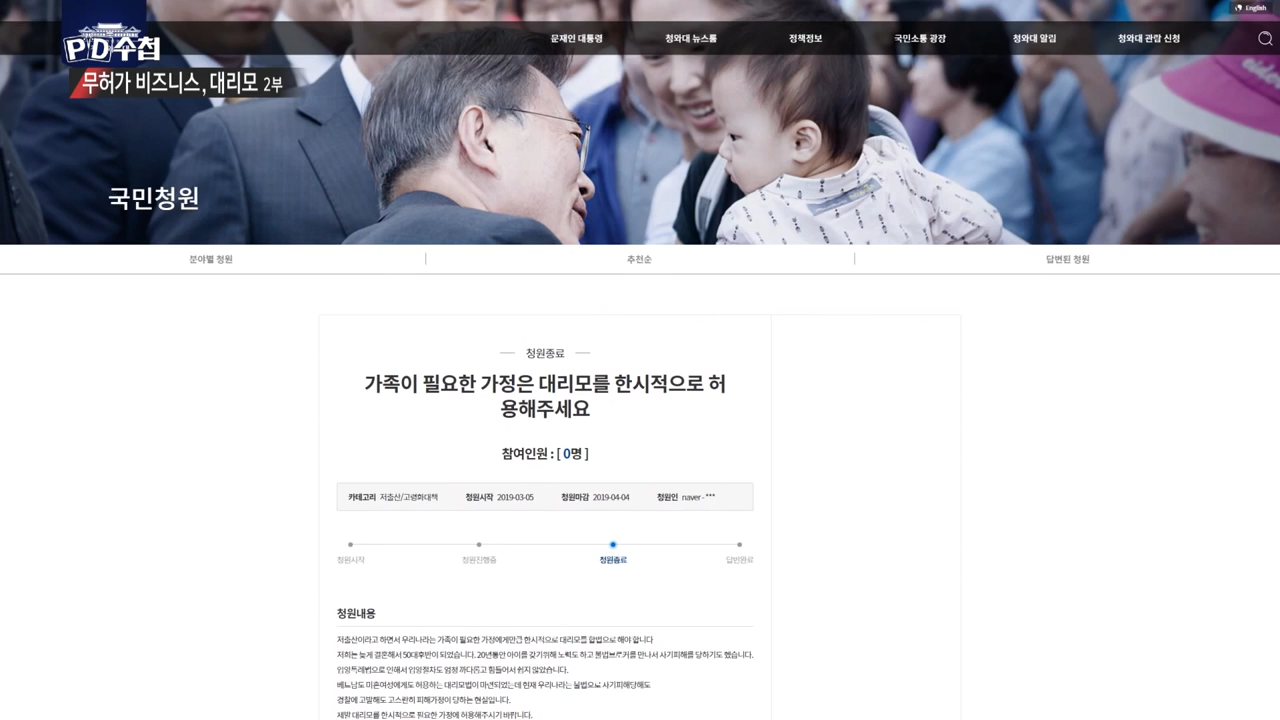 English
PD수첩
무허가 비즈니스, 대리모 2부
문재인 대통령
청와대 뉴스룸
정책정보
국민소통 광장
청와대 알림
청와대 관람 신청
국민청원
분야별 청원
추천순
답변된 청원
청원종료
가족이 필요한 가정은 대리모를 한시적으로 허
용해주세요
참여인원 : [ 0명 ]
카테고리 저출산/고령화대책 청원시작 2019-03-05 청원마감 2019-04-04 청원인 naver - ***
청원시작
청원진행중
청원종료
답변완료
청원내용
저출산이라고 하면서 우리나라는 가족이 필요한 가정에게만큼 한시적으로 대리모를 합법으로 해야 합니다
저희는 늦게 결혼해서 50대후반이 되었습니다. 20년동안 아이를 갖기위해 노력도 하고 불법브로커를 만나서 사기피해를 당하기도 했습니다.
입양특례법으로 인해서 입양절차도 엄청 까다롭고 힘들어서 쉽지 않았습니다.
베트남도 미혼여성에게도 허용하는 대리모법이 마련되었는데 현재 우리나라는 불법으로 사기피해당해도
경찰에 고발해도 고스란히 피해가정이 당하는 현실입니다.
제발 대리모를 한시적으로 필요한 가정에 허용해주시기 바랍니다.